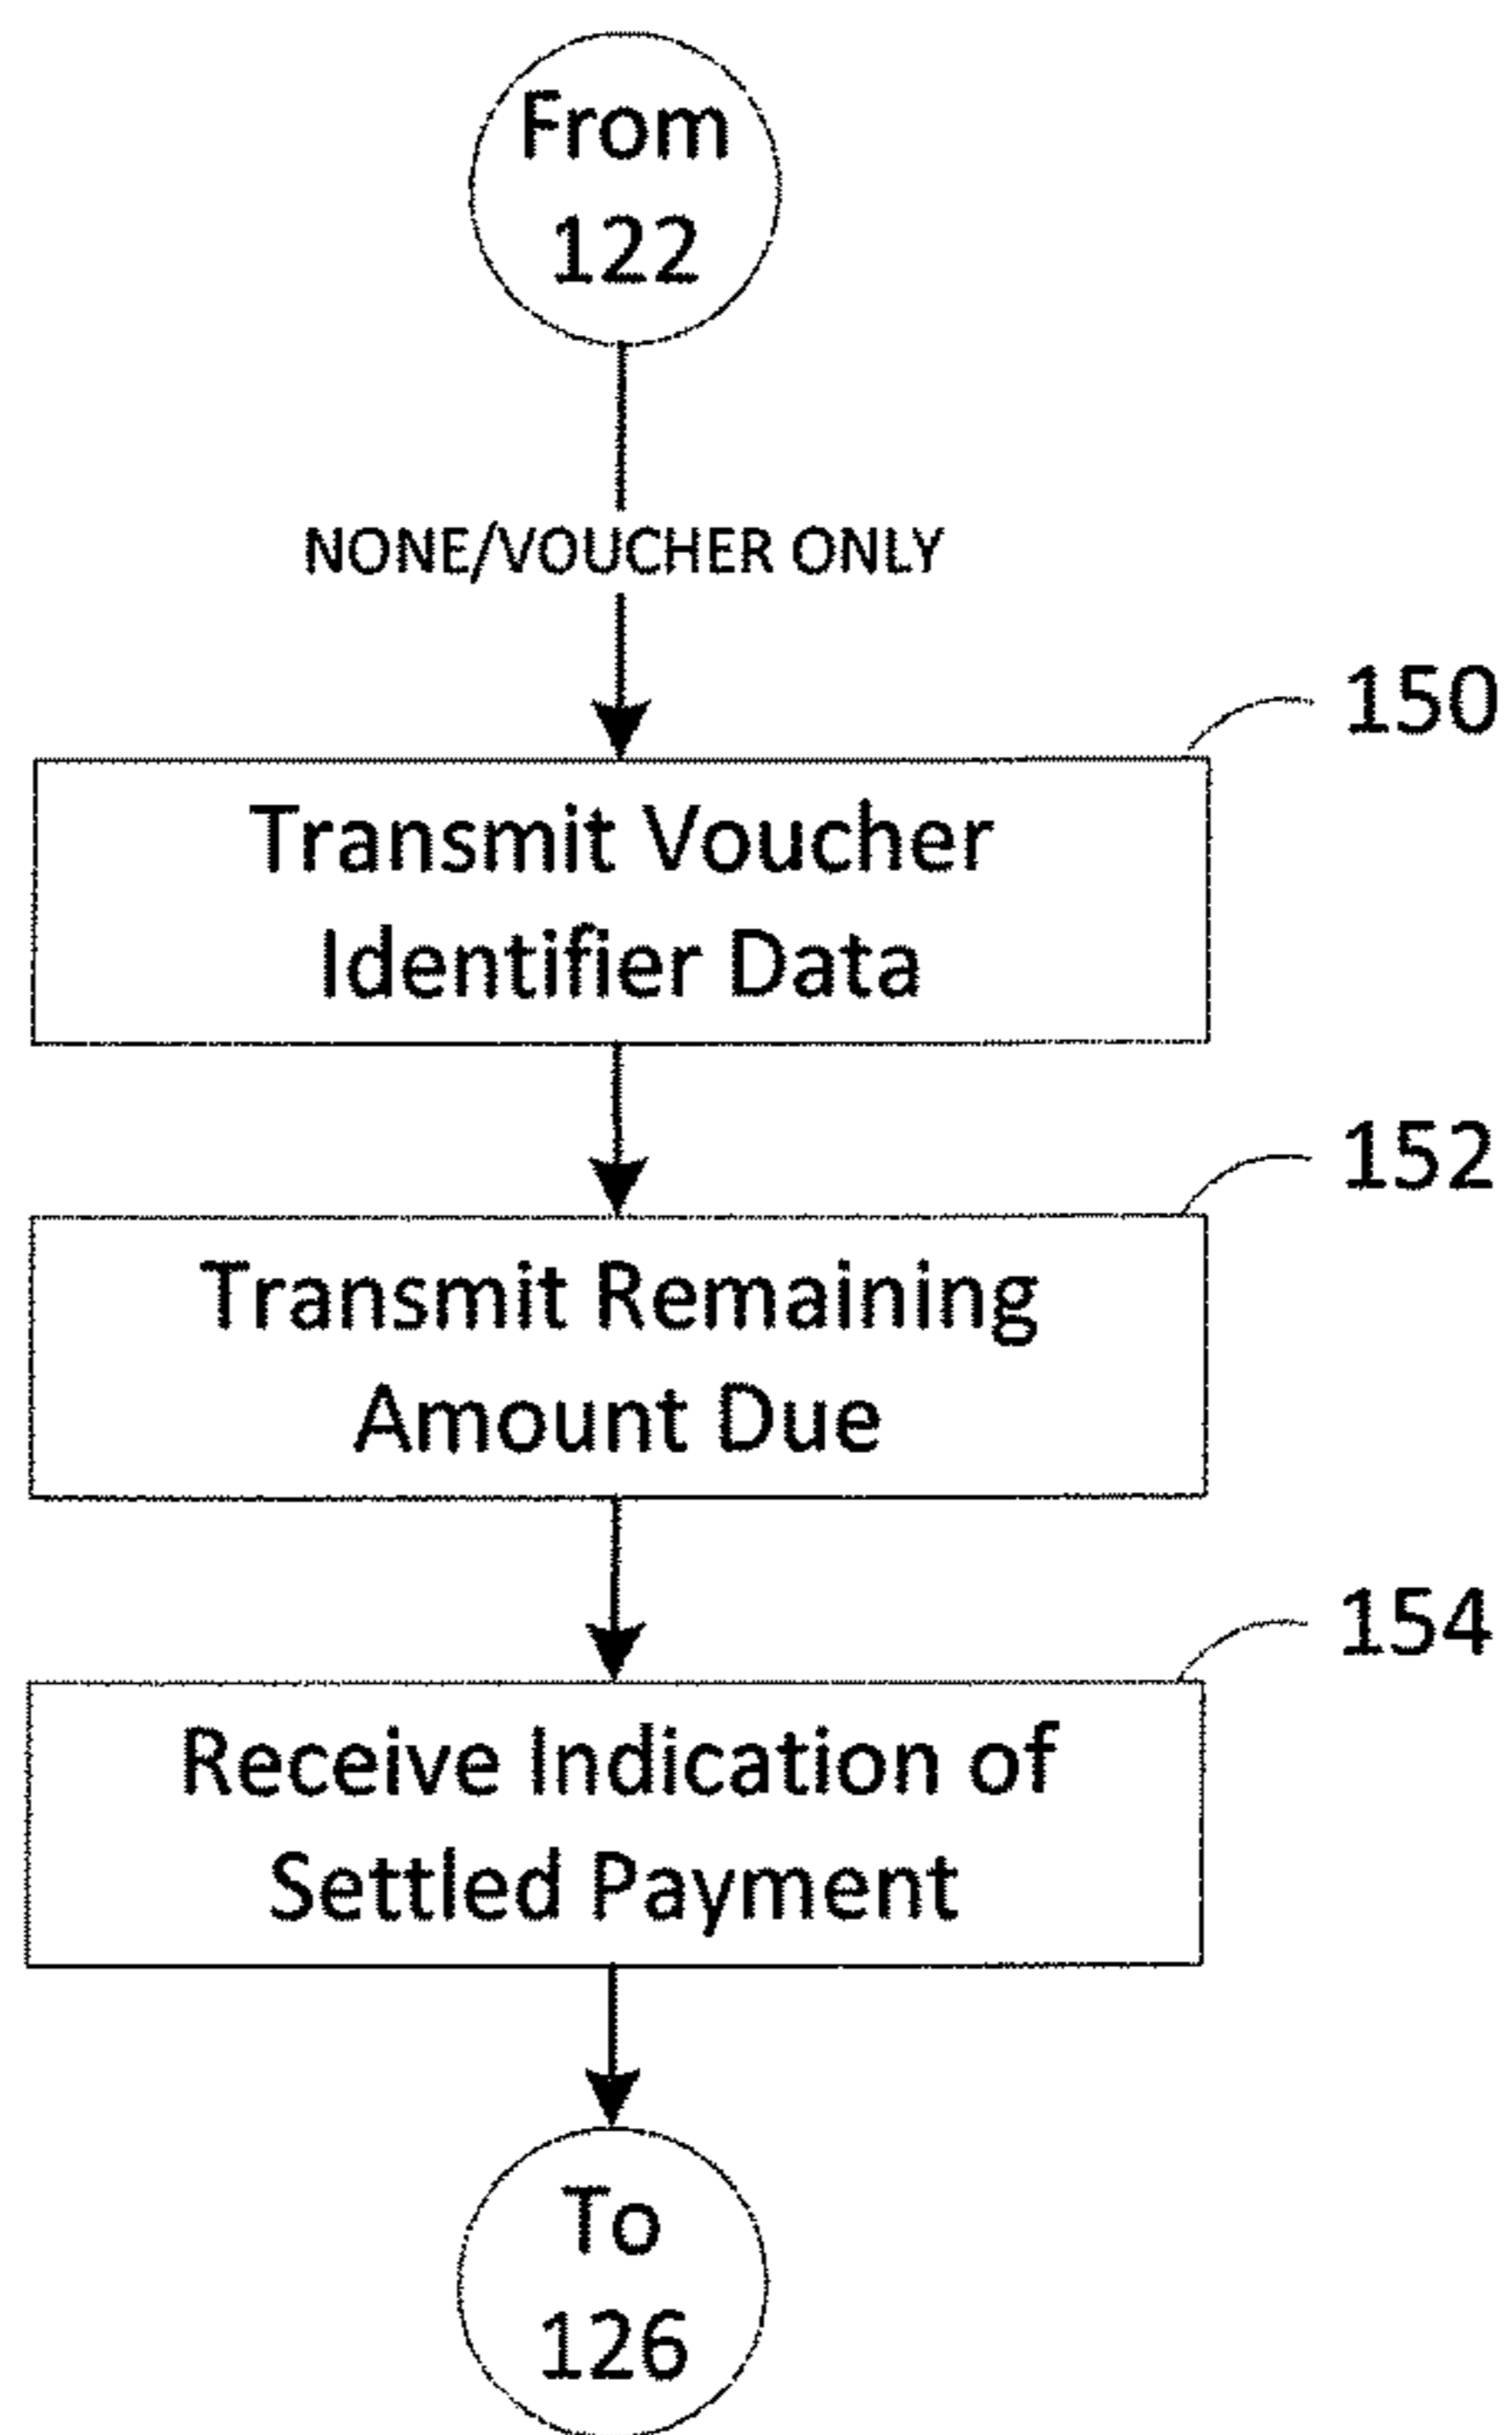 From
122
NONE/VOUCHER ONLY
150
Transmit Voucher
Identifier Data
152
Transmit Remaining
Amount Due
154
Receive Indication of
Settled Payment
To
126